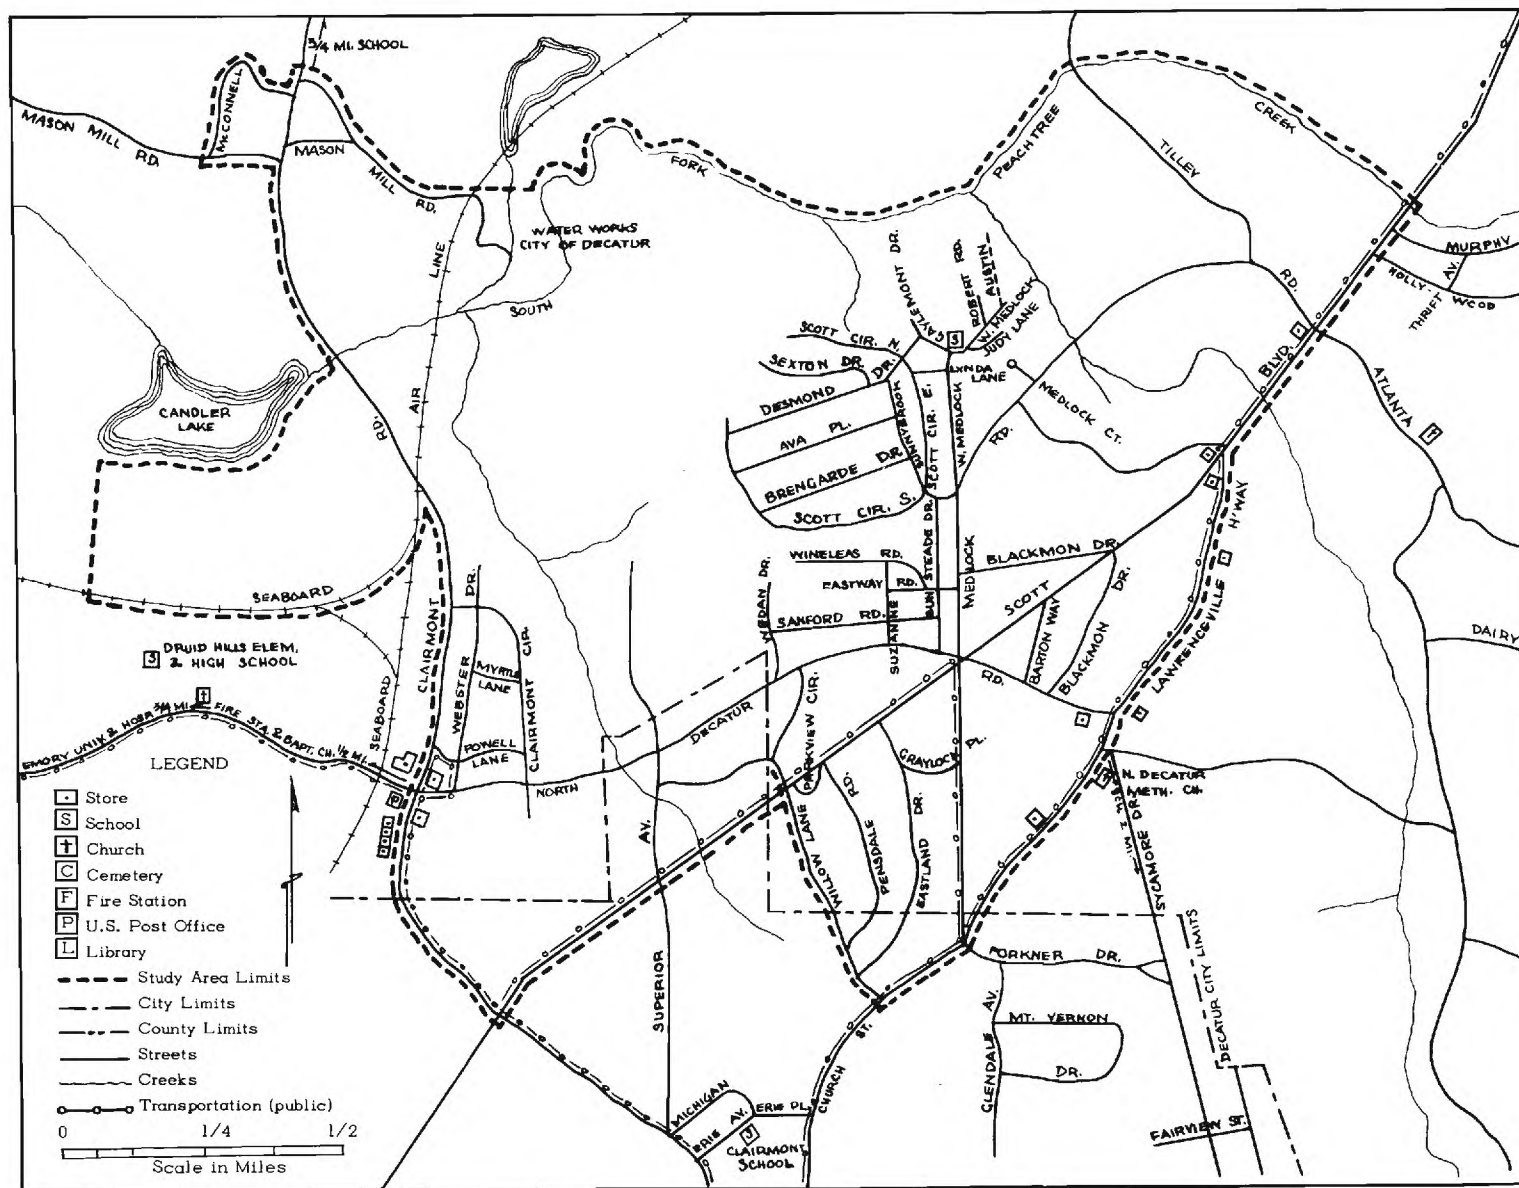 3/4 MI. SCHOOL
McCONNELL
MASON MILL RD.
MASON MILL RD.
FORK
PEACHTREE
CREEK
TILLEY
RD.
WATER WORKS
CITY OF DECATUR
LINE
AIR
SOUTH
MURPHY
AV.
HOLLY-WOOD
THRIFT
GAYLEMONT DR.
ROBERT RD.
AUSTIN
W. MEDLOCK
JUDY LANE
S
SCOTT CIR. N.
SEXTON DR.
DR.
DESMOND
LYNDA
LANE
BLVD.
ATLANTA
CANDLER
LAKE
RD.
AVA PL.
SUNNYBROOK
SCOTT CIR. E.
W. MEDLOCK
RD.
MEDLOCK CT.
BRENGARDE DR
SCOTT CIR. S.
H'WAY
STEADE DR.
WINELEAS RD.
BLACKMON DR.
EASTWAY RD.
SUN
MEDLOCK
SEABOARD
DR.
WEDAN DR.
SANFORD RD.
SUZANNE
SCOTT
BARTON WAY
BLACKMON
DR.
LAWRENCEVILLE
DAIRY
CLAIRMONT
DRUID HILLS ELEM.
& HIGH SCHOOL
WEBSTER
MYRTLE
LANE
CLAIRMONT CIR.
RD.
SEABOARD
EMORY UNIV. & HOSP. 3/4 MI.
FIRE STA. & BAPT. CH. 1/2 MI.
POWELL
LANE
NORTH
DECATUR
PARKVIEW CIR.
GRAYLOCK
PL.
N. DECATUR
METH. CH.
LEGEND
Store
S School
Church
C Cemetery
F Fire Station
P U.S. Post Office
L Library
Study Area Limits
City Limits
County Limits
Streets
Creeks
Transportation (public)
0 1/4 1/2
Scale in Miles
P
AV.
SUPERIOR
WILLOW LANE
PENSDALE
RD.
EASTLAND
DR.
SYCAMORE DR.
DECATUR CITY LIMITS
FORKNER DR.
GLENDALE AV.
MT. VERNON
DR.
CHURCH
ST.
MICHIGAN
ERIE AV.
ERIE PL.
CLAIRMONT
SCHOOL
FAIRVIEW ST.